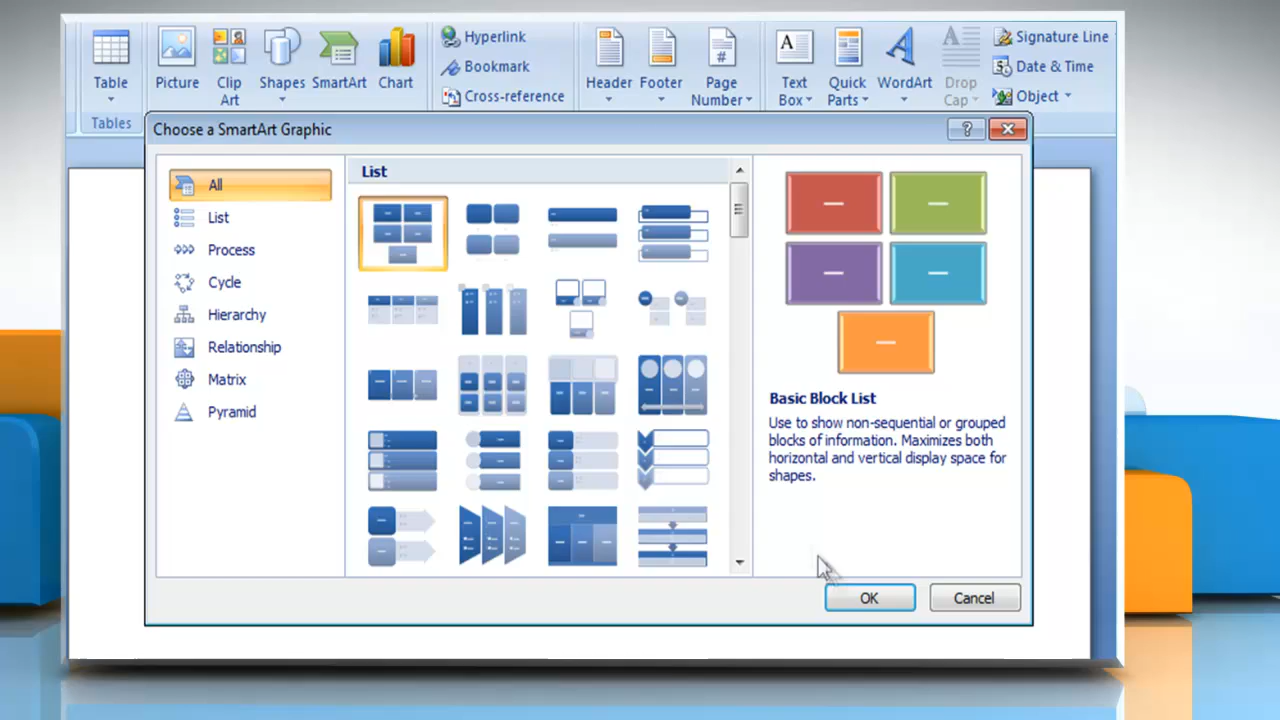 Table
Picture
Clip
Art
Shapes
SmartArt
Chart
Hyperlink
Bookmark
Cross-reference
Header
Footer
Page
Number
Text
Box
Quick
Parts
WordArt
Drop
Cap
Signature Line
Date & Time
Object
Tables
Choose a SmartArt Graphic
All
List
Process
Cycle
Hierarchy
Relationship
Matrix
Pyramid
List
Basic Block List
Use to show non-sequential or grouped
blocks of information. Maximizes both
horizontal and vertical display space for
shapes.
OK
Cancel